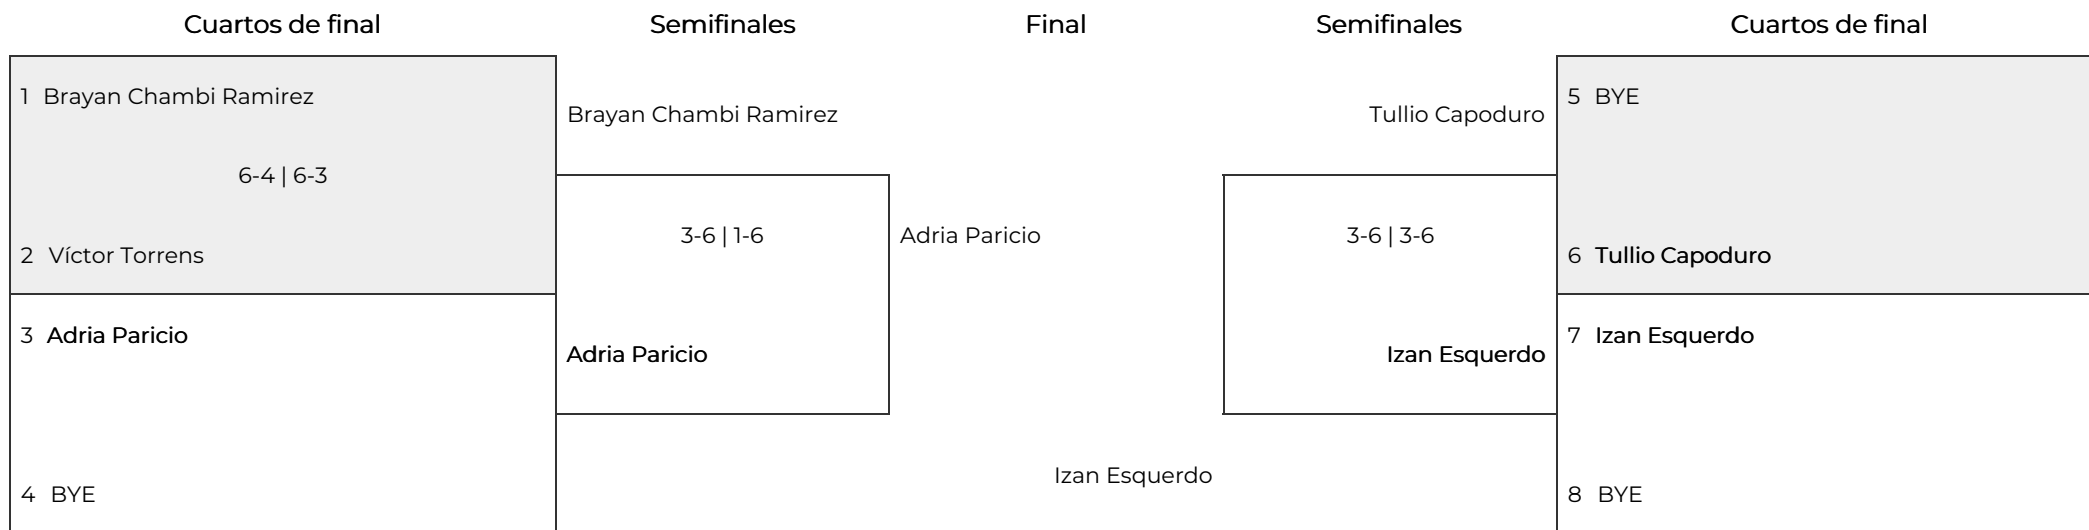 Cuartos de final
Semifinales
Final
Semifinales
Cuartos de final
1 Brayan Chambi Ramirez
6-4 | 6-3
2 Víctor Torrens
3 Adria Paricio
4 BYE
Brayan Chambi Ramirez
3-6 | 1-6
Adria Paricio
Adria Paricio
Izan Esquerdo
Tullio Capoduro
3-6 | 3-6
Izan Esquerdo
5 BYE
6 Tullio Capoduro
7 Izan Esquerdo
8 BYE